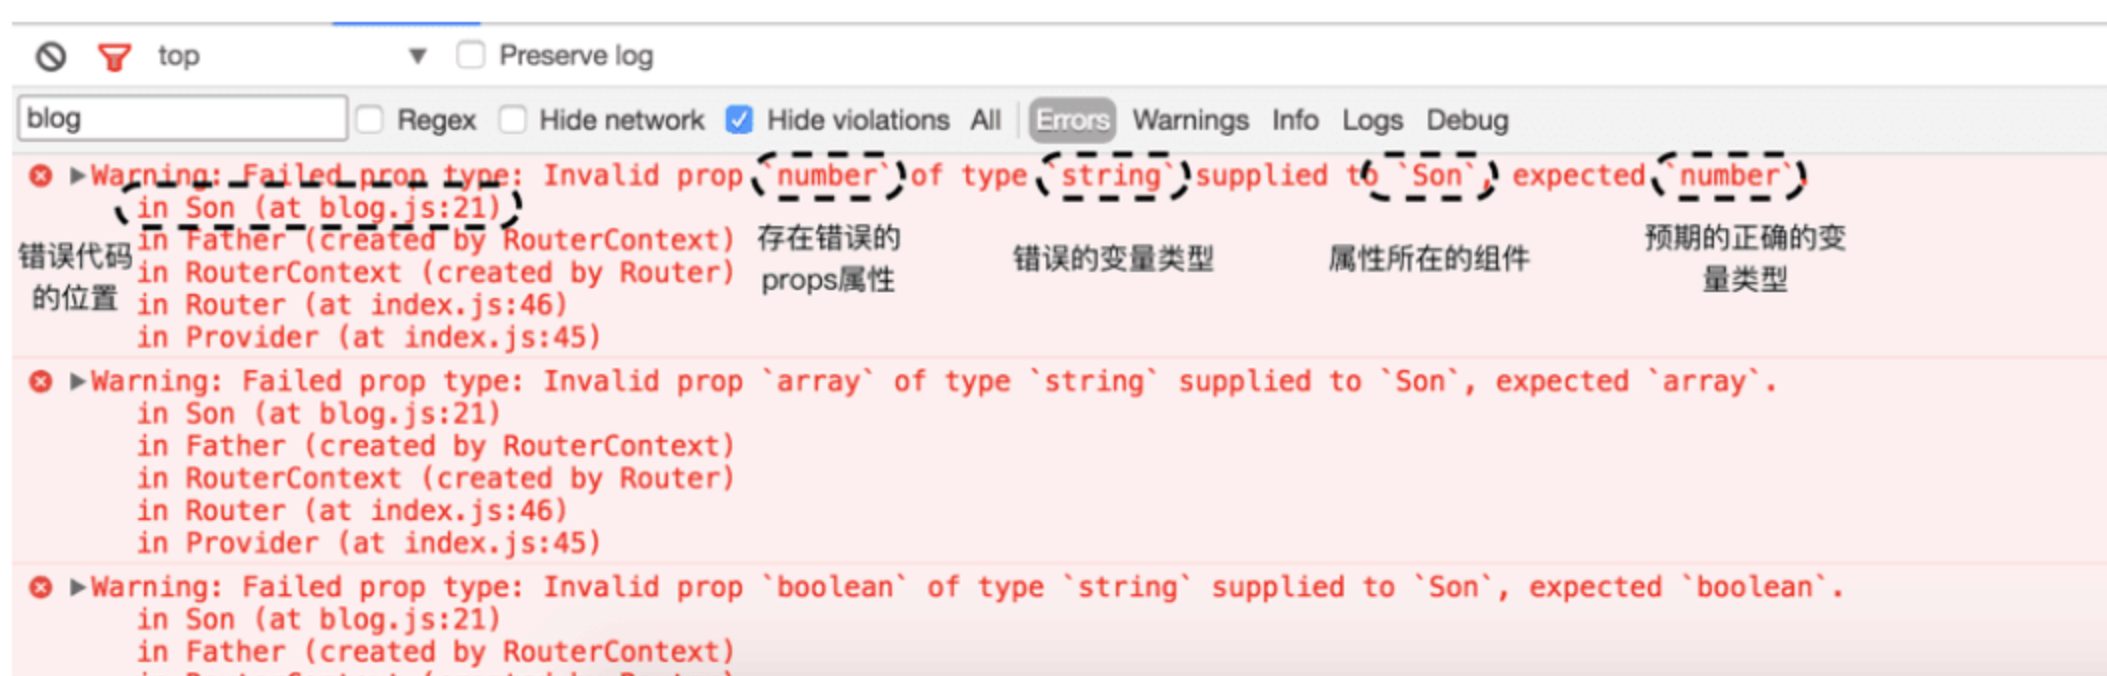 top ▼ Preserve log
blog Regex Hide network Hide violations All Errors Warnings Info Logs Debug
Warning: Failed prop type: Invalid prop `number` of type `string` supplied to `Son`, expected `number`.
in Son (at blog.js:21)
in Father (created by RouterContext)
in RouterContext (created by Router)
in Router (at index.js:46)
in Provider (at index.js:45)
错误代码
的位置
存在错误的
props属性
错误的变量类型
属性所在的组件
预期的正确的变
量类型
Warning: Failed prop type: Invalid prop `array` of type `string` supplied to `Son`, expected `array`.
in Son (at blog.js:21)
in Father (created by RouterContext)
in RouterContext (created by Router)
in Router (at index.js:46)
in Provider (at index.js:45)
Warning: Failed prop type: Invalid prop `boolean` of type `string` supplied to `Son`, expected `boolean`.
in Son (at blog.js:21)
in Father (created by RouterContext)